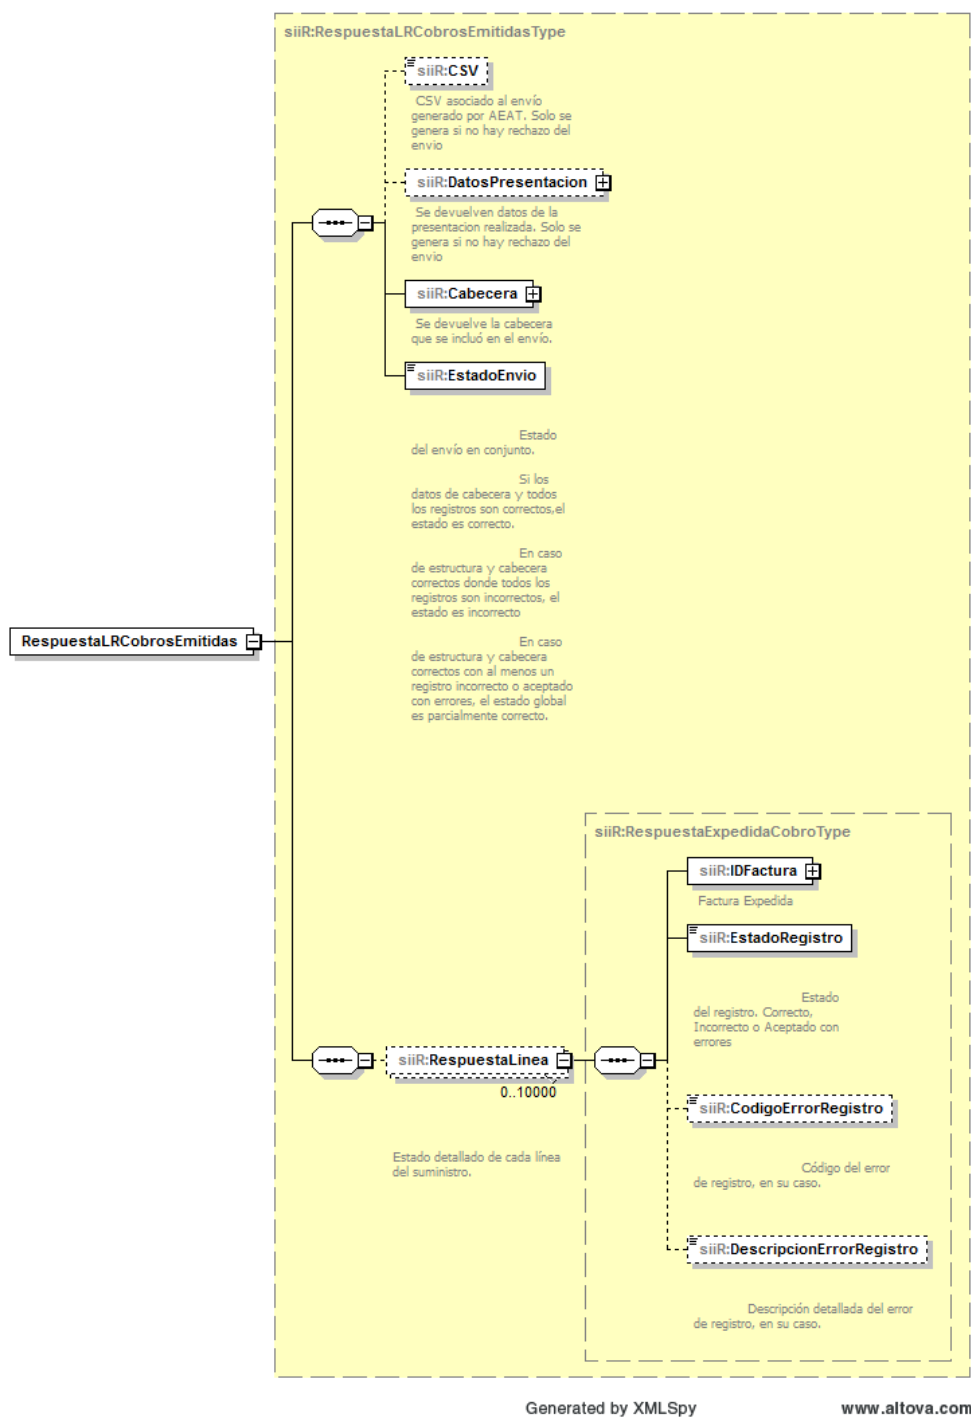 siiR:RespuestaLRCobrosEmitidasType
siiR:CSV
CSV asociado al envío
generado por AEAT. Solo se
genera si no hay rechazo del
envio
siiR:DatosPresentacion
Se devuelven datos de la
presentacion realizada. Solo se
genera si no hay rechazo del
envio
siiR:Cabecera
Se devuelve la cabecera
que se incluó en el envío.
siiR:EstadoEnvio
Estado
del envío en conjunto.
Si los
datos de cabecera y todos
los registros son correctos,el
estado es correcto.
En caso
de estructura y cabecera
correctos donde todos los
registros son incorrectos, el
estado es incorrecto
En caso
de estructura y cabecera
correctos con al menos un
registro incorrecto o aceptado
con errores, el estado global
es parcialmente correcto.
RespuestaLRCobrosEmitidas
siiR:RespuestaExpedidaCobroType
siiR:IDFactura
Factura Expedida
siiR:EstadoRegistro
Estado
del registro. Correcto,
Incorrecto o Aceptado con
errores
siiR:RespuestaLinea
0..10000
Estado detallado de cada línea
del suministro.
siiR:CodigoErrorRegistro
Código del error
de registro, en su caso.
siiR:DescripcionErrorRegistro
Descripción detallada del error
de registro, en su caso.
Generated by XMLSpy
www.altova.com